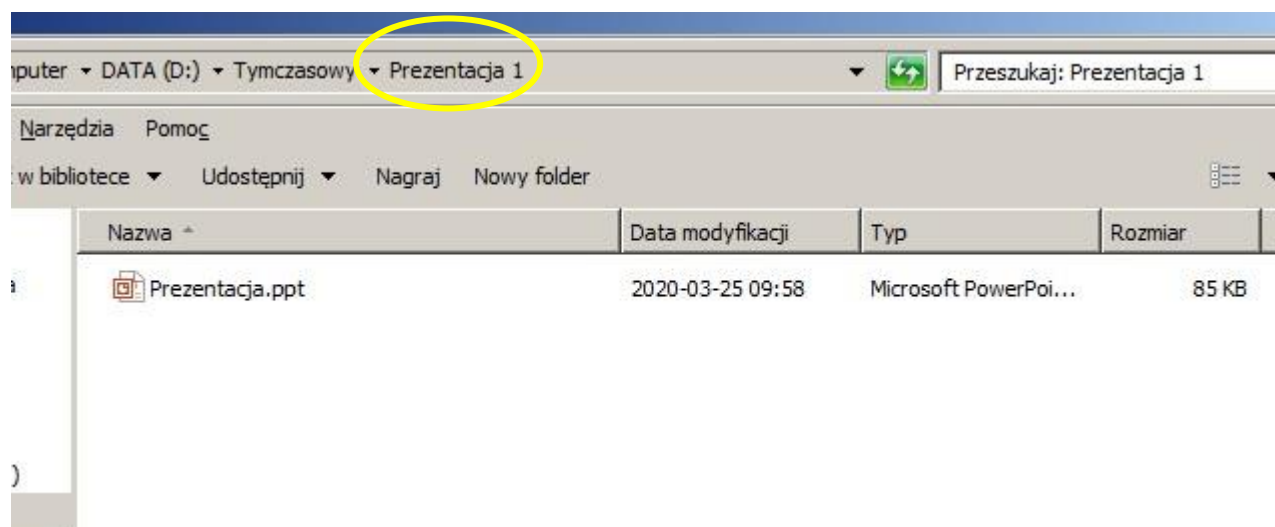 mputer DATA (D:) Tymczasowy Prezentacja 1 Przeszukaj: Prezentacja 1
Narzędzia Pomoc
w bibliotece Udostępnij Nagraj Nowy folder
Nazwa Data modyfikacji Typ Rozmiar
Prezentacja.ppt 2020-03-25 09:58 Microsoft PowerPoi... 85 KB
)